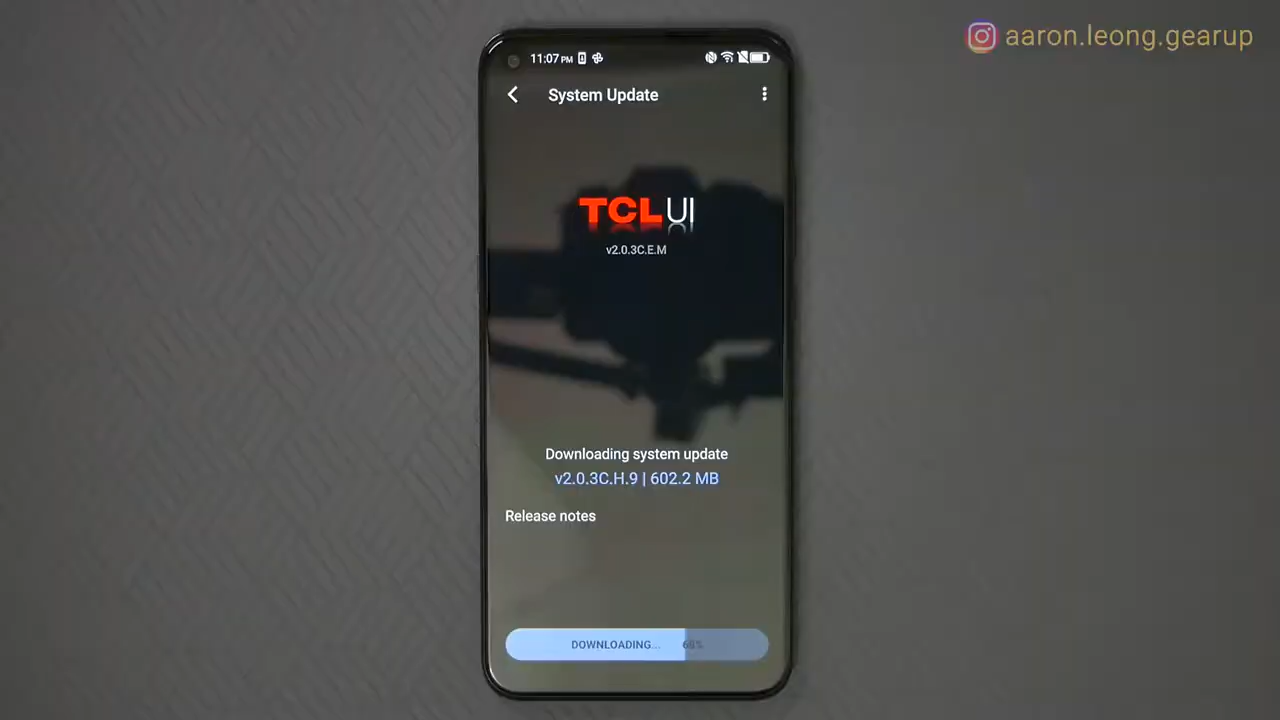 aaron.leong.gearup
11:07 PM
System Update
TCL UI
v2.0.3C.E.M
Downloading system update
v2.0.3C.H.9 | 602.2 MB
Release notes
DOWNLOADING... 68%